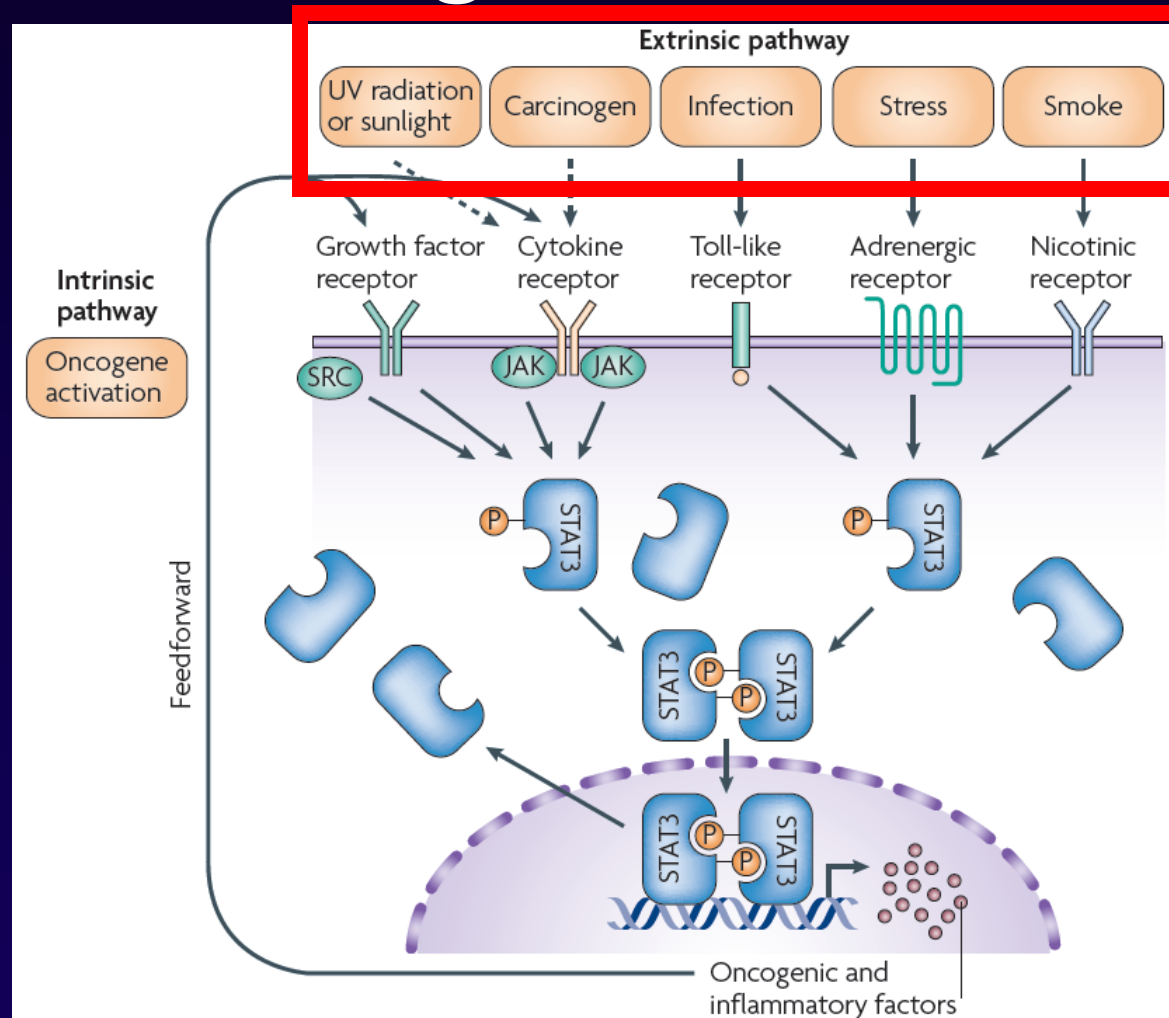 Extrinsic pathway
UV radiation
or sunlight
Carcinogen
Infection
Stress
Smoke
Growth factor
receptor
Cytokine
receptor
Toll-like
receptor
Adrenergic
receptor
Nicotinic
receptor
Intrinsic
pathway
Oncogene
activation
SRC
JAK
JAK
P
STAT3
P
STAT3
Feedforward
STAT3
P
P
STAT3
STAT3
P
P
STAT3
Oncogenic and
inflammatory factors